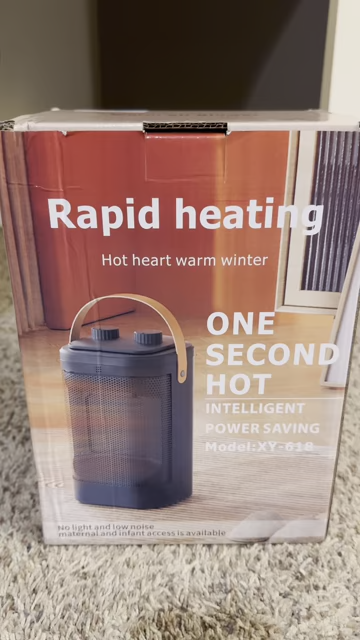 Rapid heating
Hot heart warm winter
ONE
SECOND
HOT
INTELLIGENT
POWER SAVING
Model:XY-618
No light and low noise
maternal and infant access is available